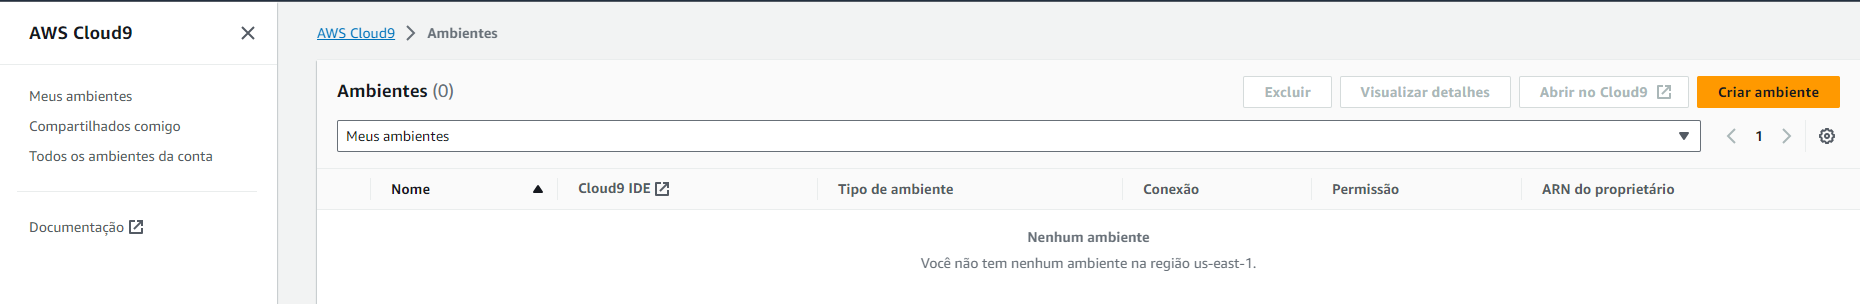 AWS Cloud9
Meus ambientes
Compartilhados comigo
Todos os ambientes da conta
Documentação
AWS Cloud9 Ambientes
Ambientes (0) Excluir Visualizar detalhes Abrir no Cloud9 Criar ambiente
Meus ambientes 1
Nome Cloud9 IDE Tipo de ambiente Conexão Permissão ARN do proprietário
Nenhum ambiente
Você não tem nenhum ambiente na região us-east-1.